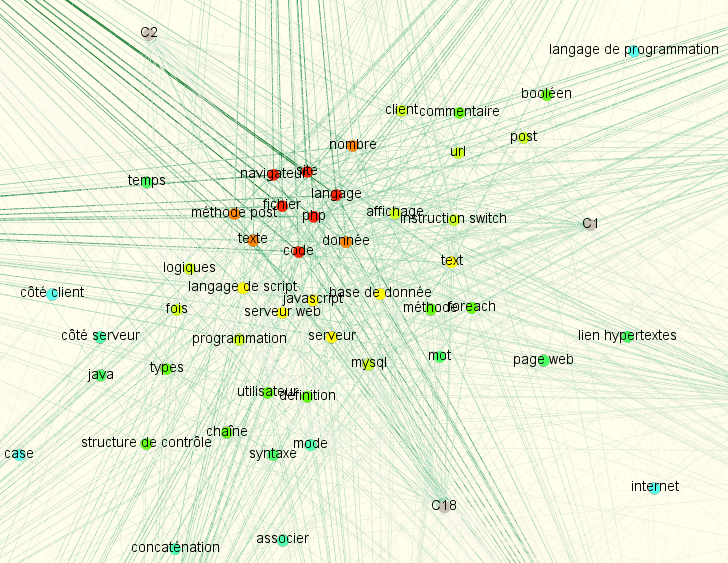 C2
langage de programmation
booléen
client
commentaire
post
nombre
url
navigateur
site
temps
langage
fichier
méthode post
php
affichage
instruction switch
C1
texte
donnée
code
text
logiques
côté client
langage de script
javascript
base de donnée
fois
serveur web
méthode
foreach
côté serveur
programmation
serveur
lien hypertextes
mot
page web
java
types
mysql
utilisateur
définition
chaîne
structure de contrôle
mode
case
syntaxe
internet
C18
associer
concaténation